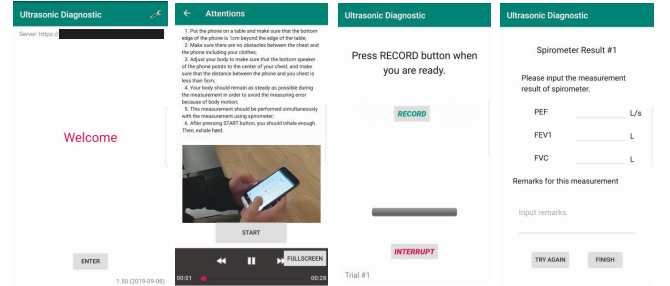 Ultrasonic Diagnostic
Server: https://
Welcome
ENTER
1.50 (2019-09-08)
Attentions
1. Put the phone on a table and make sure that the bottom
edge of the phone is 1cm beyond the edge of the table;
2. Make sure there are no obstacles between the chest and
the phone including your clothes;
3. Adjust your body to make sure that the bottom speaker
of the phone points to the center of your chest, and make
sure that the distance between the phone and you chest is
less than 5cm;
4. Your body should remain as steady as possible during
the measurement in order to avoid the measuring error
because of body motion;
5. This measurement should be performed simultaneously
with the measurement using spirometer;
6. After pressing START button, you should inhale enough.
Then, exhale hard.
START
FULLSCREEN
00:01
00:28
Ultrasonic Diagnostic
Press RECORD button when
you are ready.
RECORD
INTERRUPT
Trial #1
Ultrasonic Diagnostic
Spirometer Result #1
Please input the measurement
result of spirometer.
PEF L/s
FEV1 L
FVC L
Remarks for this measurement
Input remarks.
TRY AGAIN FINISH